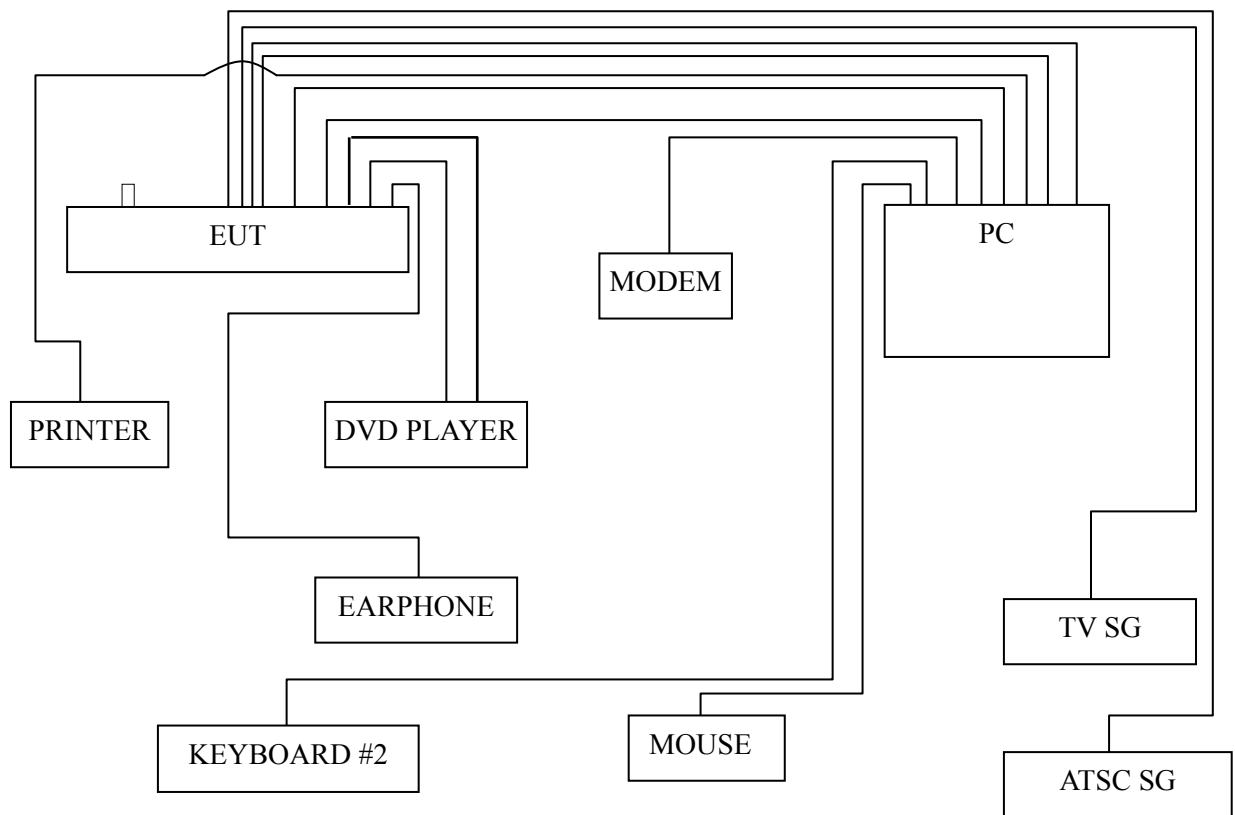 EUT
PC
MODEM
PRINTER
DVD PLAYER
EARPHONE
TV SG
KEYBOARD #2
MOUSE
ATSC SG